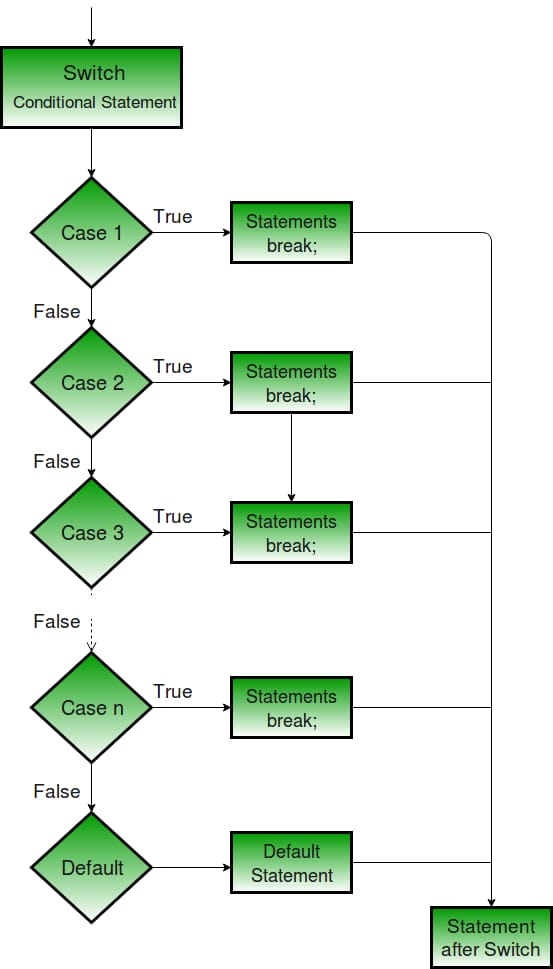 Switch
Conditional Statement
Case 1
True
Statements
break;
False
Case 2
True
Statements
break;
False
Case 3
True
Statements
break;
False
Case n
True
Statements
break;
False
Default
Default
Statement
Statement
after Switch